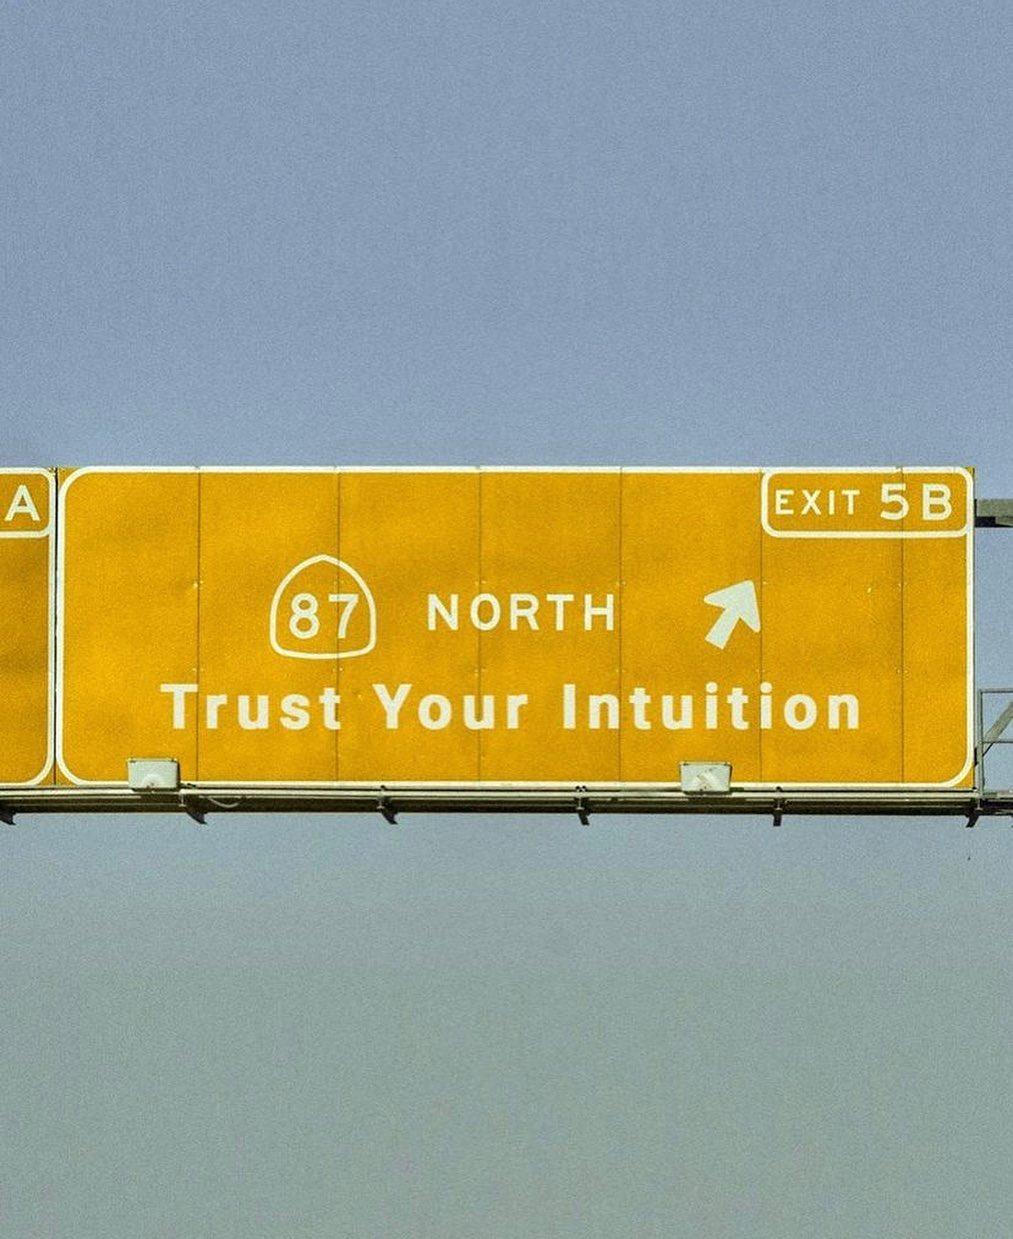 A
EXIT 5B
87 NORTH
Trust Your Intuition